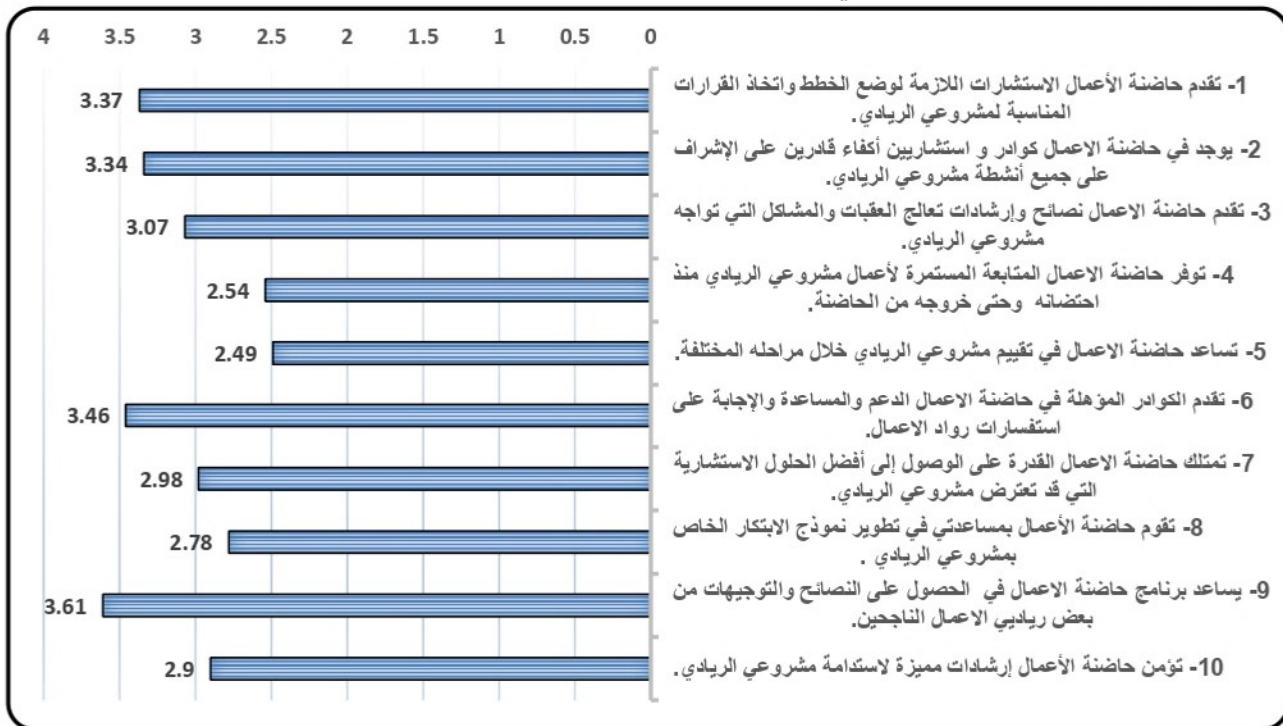 4 3.5 3 2.5 2 1.5 1 0.5 0
1- تقدم حاضنة الأعمال الاستشارات اللازمة لوضع الخطط واتخاذ القرارات
المناسبة لمشروعي الريادي.
3.37
2- يوجد في حاضنة الاعمال كوادر و استشاريين أكفاء قادرين على الإشراف
على جميع أنشطة مشروعي الريادي.
3.34
3- تقدم حاضنة الاعمال نصائح وإرشادات تعالج العقبات والمشاكل التي تواجه
مشروعي الريادي.
3.07
4- توفر حاضنة الاعمال المتابعة المستمرة لأعمال مشروعي الريادي منذ
احتضانه وحتى خروجه من الحاضنة.
2.54
5- تساعد حاضنة الاعمال في تقييم مشروعي الريادي خلال مراحله المختلفة.
2.49
6- تقدم الكوادر المؤهلة في حاضنة الاعمال الدعم والمساعدة والإجابة على
استفسارات رواد الاعمال.
3.46
7- تمتلك حاضنة الاعمال القدرة على الوصول إلى أفضل الحلول الاستشارية
التي قد تعترض مشروعي الريادي.
2.98
8- تقوم حاضنة الأعمال بمساعدتي في تطوير نموذج الابتكار الخاص
بمشروعي الريادي .
2.78
9- يساعد برنامج حاضنة الاعمال في الحصول على النصائح والتوجيهات من
بعض رياديي الاعمال الناجحين.
3.61
10- تؤمن حاضنة الأعمال إرشادات مميزة لاستدامة مشروعي الريادي.
2.9